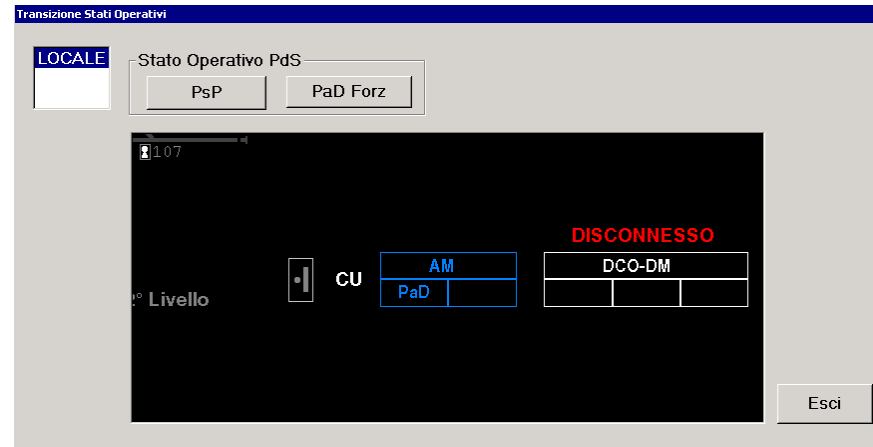 Transizione Stati Operativi
LOCALE
Stato Operativo PdS
PsP
PaD Forz
107
DISCONNESSO
AM
DCO-DM
CU
PaD
° Livello
Esci